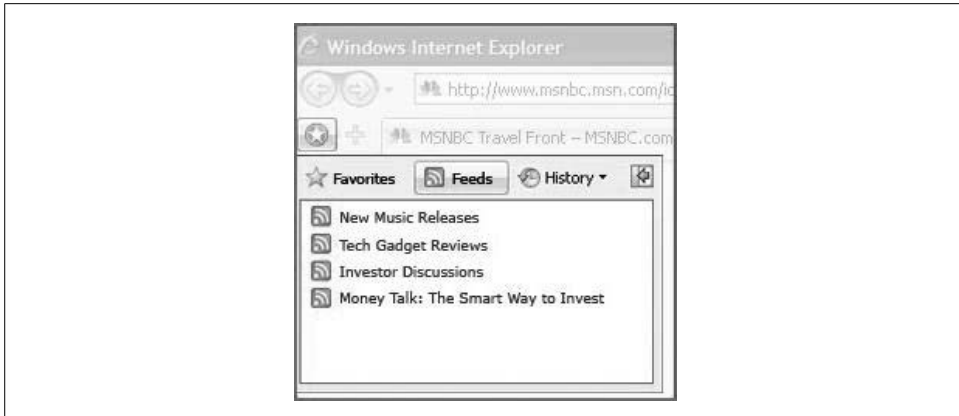 Windows Internet Explorer
http://www.msnbc.msn.com/id
MSNBC Travel Front – MSNBC.com
Favorites Feeds History
New Music Releases
Tech Gadget Reviews
Investor Discussions
Money Talk: The Smart Way to Invest